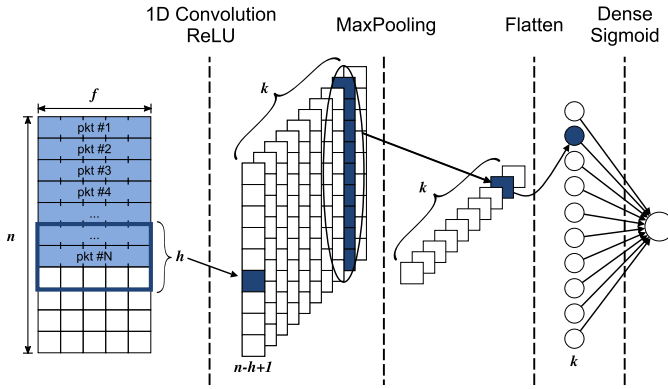 1D Convolution
ReLU
MaxPooling
Flatten
Dense
Sigmoid
f
k
pkt #1
pkt #2
pkt #3
pkt #4
...
...
pkt #N
n
h
k
n-h+1
k